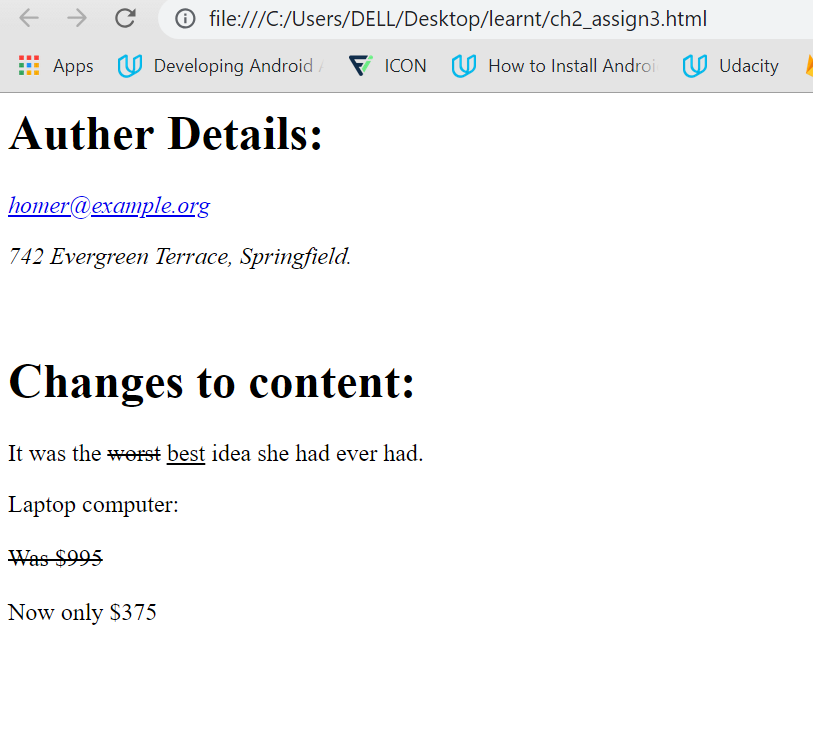 file:///C:/Users/DELL/Desktop/learnt/ch2_assign3.html
Apps Developing Android ICON How to Install Androi Udacity
Auther Details:
homer@example.org
742 Evergreen Terrace, Springfield.
Changes to content:
It was the worst best idea she had ever had.
Laptop computer:
Was $995
Now only $375